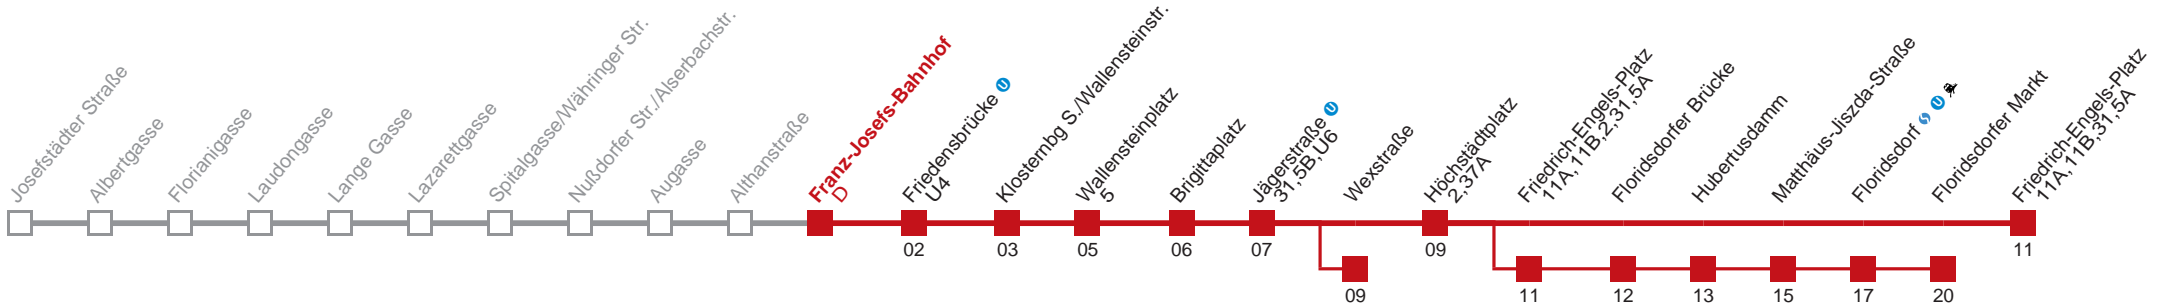 Josefstädter Straße
Albertgasse
Florianigasse
Laudongasse
Lange Gasse
Lazarettgasse
Spitalgasse/Währinger Str.
Nußdorfer Str./Alserbachstr.
Augasse
Althanstraße
Franz-Josefs-Bahnhof
D
Friedensbrücke U
U4
Klosternbg S./Wallensteinstr.
Wallensteinplatz
5
Brigittaplatz
Jägerstraße U
31,5B,U6
Wexstraße
Höchstädtplatz
2,37A
Friedrich-Engels-Platz
11A,11B,2,31,5A
Floridsdorfer Brücke
Hubertusdamm
Matthäus-Jiszda-Straße
Floridsdorf S U
Floridsdorfer Markt
Friedrich-Engels-Platz
11A,11B,31,5A
02 03 05 06 07 09 11
09 11 12 13 15 17 20